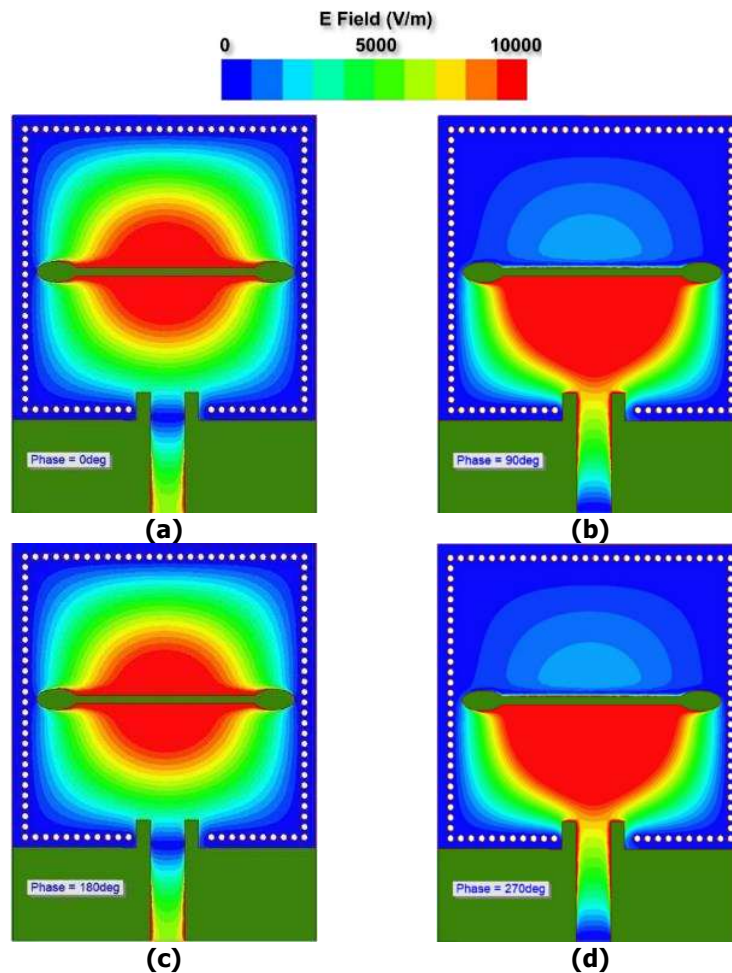 E Field (V/m)
0 5000 10000
Phase = 0deg
Phase = 90deg
(a) (b)
Phase = 180deg
Phase = 270deg
(c) (d)